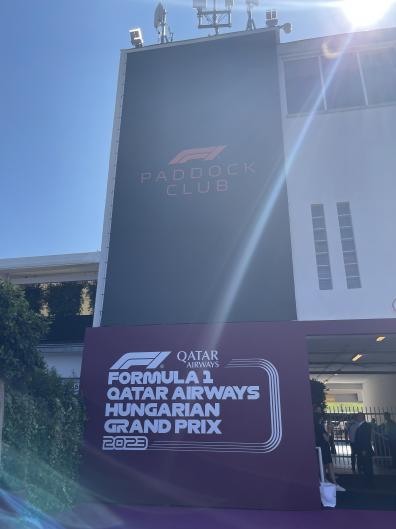 F1
PADDOCK
CLUB
F1
QATAR
AIRWAYS
FORMULA 1
QATAR AIRWAYS
HUNGARIAN
GRAND PRIX
2023